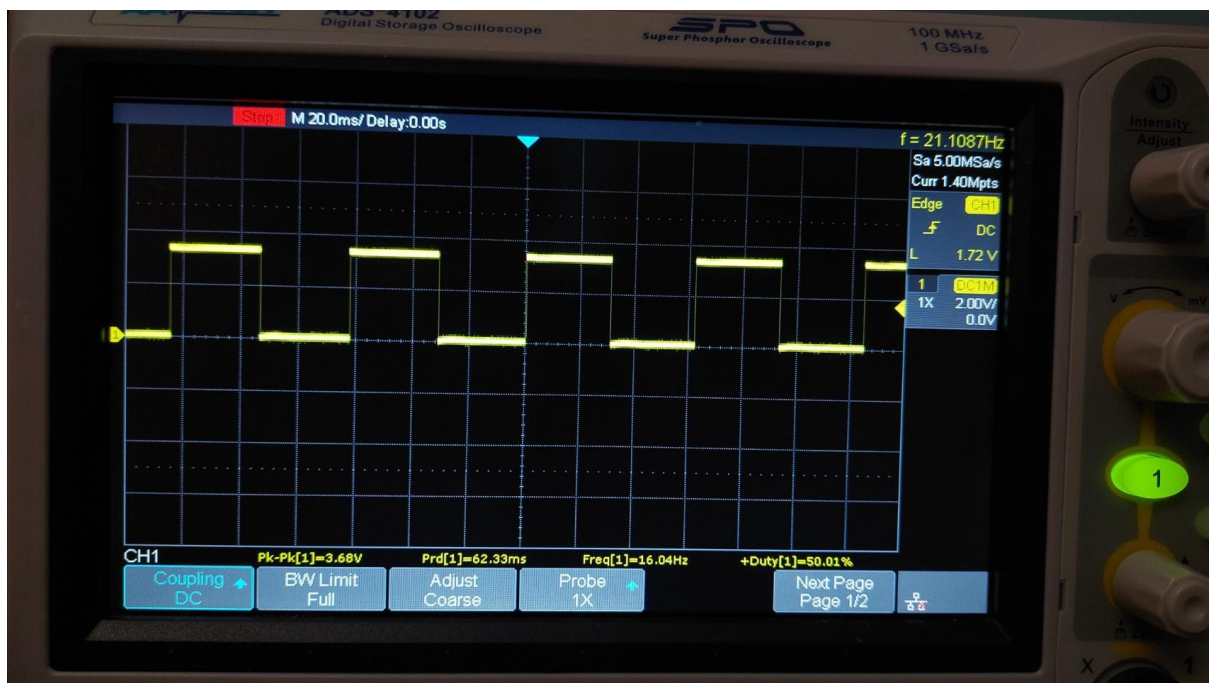 ADS-4102
Digital Storage Oscilloscope
SPO
Super Phosphor Oscilloscope
100 MHz
1 GSa/s
Intensity
Adjust
Stop M 20.0ms/ Delay:0.00s
f = 21.1087Hz
Sa 5.00MSa/s
Curr 1.40Mpts
Edge CH1
DC
L 1.72 V
1 DC1M
1X 2.00V/
0.0V
1
V mV
1
CH1
Pk-Pk[1]=3.68V Prd[1]=62.33ms Freq[1]=16.04Hz +Duty[1]=50.01%
Coupling BW Limit Adjust Probe Next Page
DC Full Coarse 1X Page 1/2
X 1